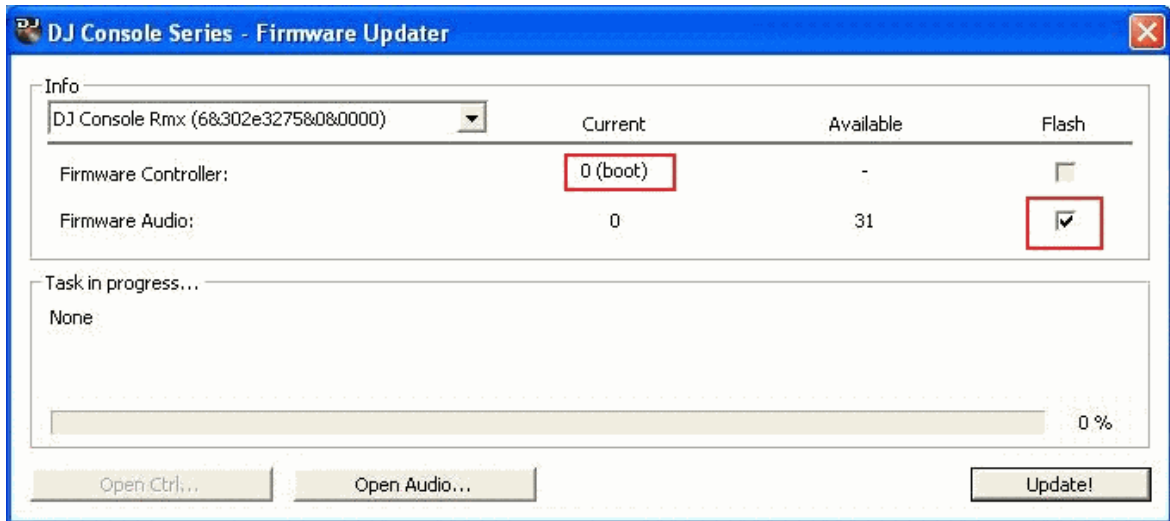 DJ Console Series - Firmware Updater
Info
DJ Console Rmx (6&302e3275&0&0000)
Current Available Flash
Firmware Controller: 0 (boot) -
Firmware Audio: 0 31
Task in progress...
None
0 %
Open Ctrl... Open Audio... Update!